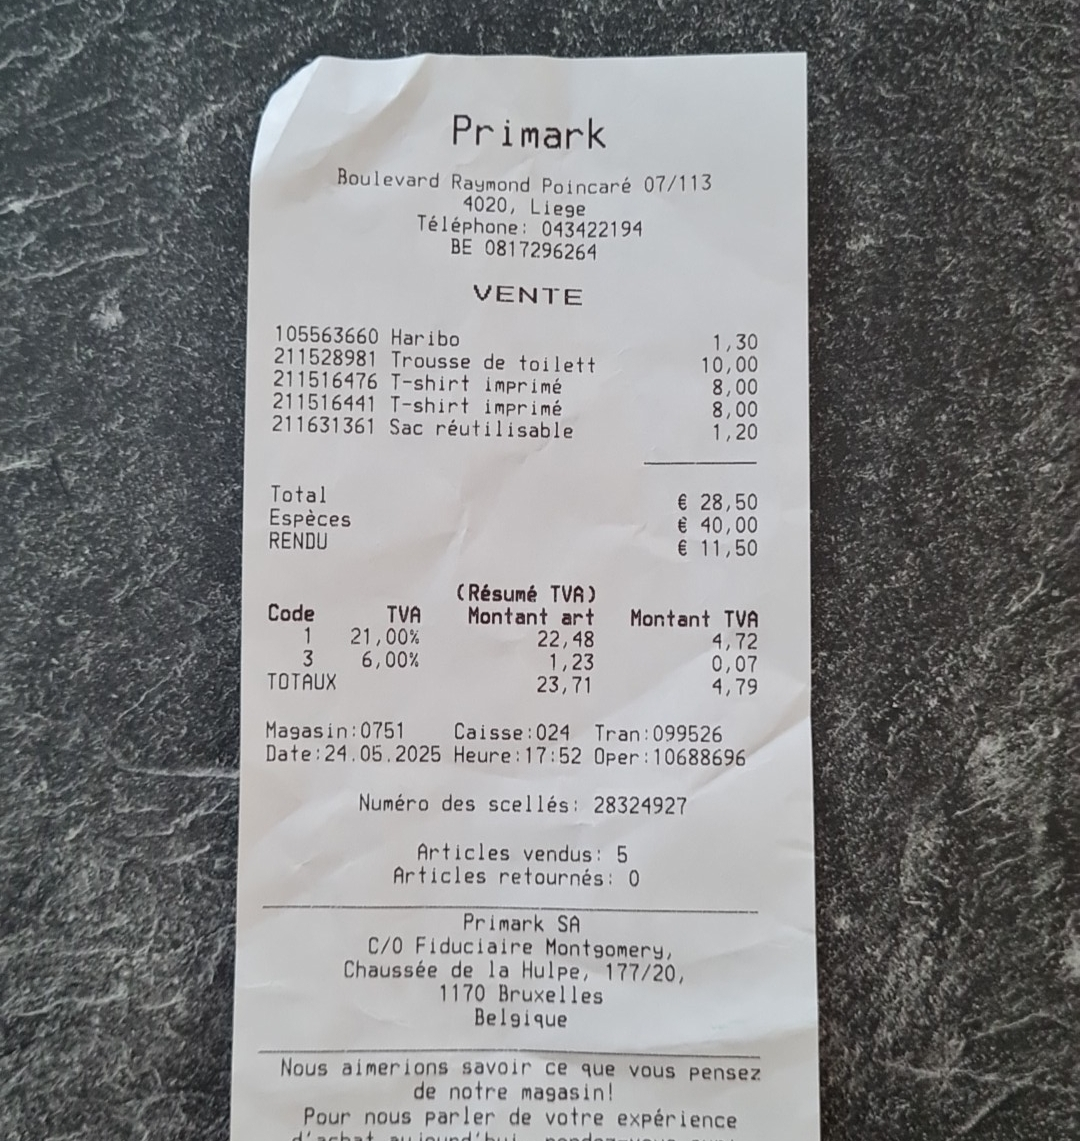 Primark
Boulevard Raymond Poincaré 07/113
4020, Liege
Téléphone: 043422194
BE 0817296264
VENTE
105563660 Haribo 1,30
211528981 Trousse de toilett 10,00
211516476 T-shirt imprimé 8,00
211516441 T-shirt imprimé 8,00
211631361 Sac réutilisable 1,20
Total € 28,50
Espèces € 40,00
RENDU € 11,50
(Résumé TVA)
Code TVA Montant art Montant TVA
1 21,00% 22,48 4,72
3 6,00% 1,23 0,07
TOTAUX 23,71 4,79
Magasin:0751 Caisse:024 Tran:099526
Date:24.05.2025 Heure:17:52 Oper:10688696
Numéro des scellés: 28324927
Articles vendus: 5
Articles retournés: 0
Primark SA
C/O Fiduciaire Montgomery,
Chaussée de la Hulpe, 177/20,
1170 Bruxelles
Belgique
Nous aimerions savoir ce que vous pensez
de notre magasin!
Pour nous parler de votre expérience
d'achat aujourd'hui,